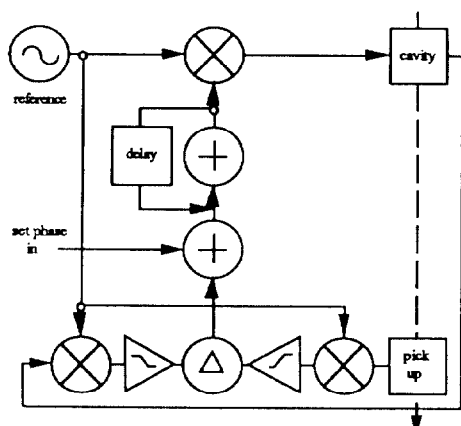 cavity
reference
delay
+
set phase
in
+
Δ
pick
up